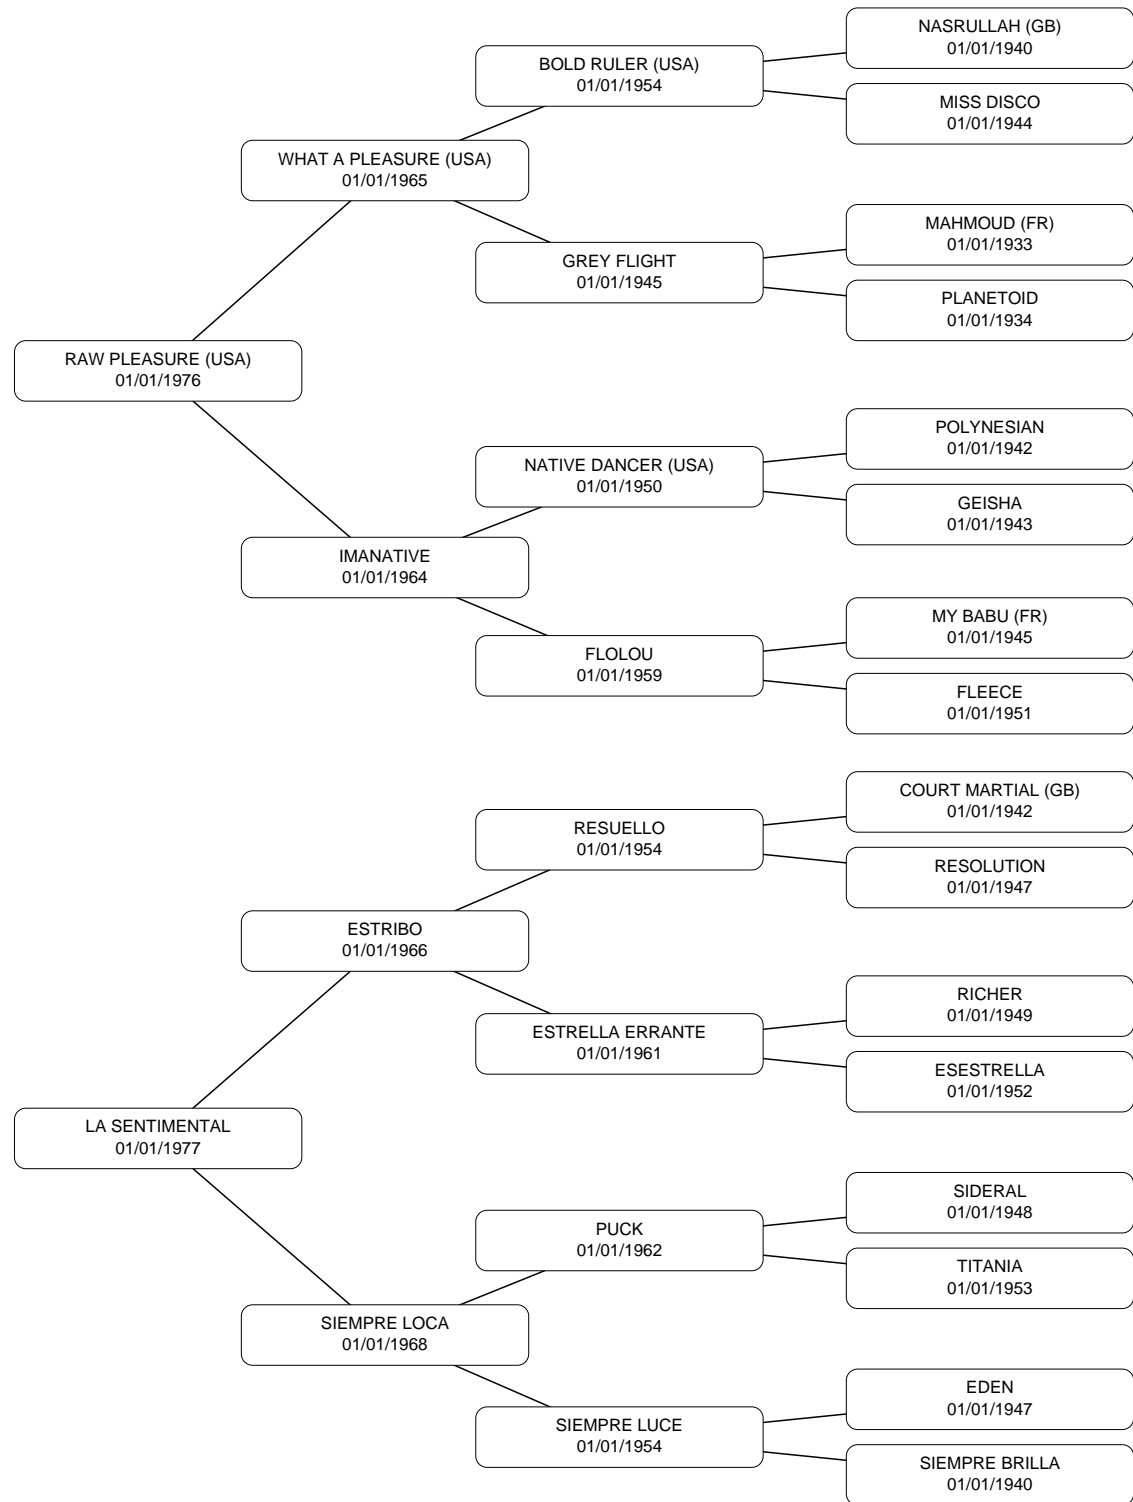 NASRULLAH (GB)
01/01/1940
BOLD RULER (USA)
01/01/1954
MISS DISCO
01/01/1944
WHAT A PLEASURE (USA)
01/01/1965
MAHMOUD (FR)
01/01/1933
GREY FLIGHT
01/01/1945
PLANETOID
01/01/1934
RAW PLEASURE (USA)
01/01/1976
POLYNESIAN
01/01/1942
NATIVE DANCER (USA)
01/01/1950
GEISHA
01/01/1943
IMANATIVE
01/01/1964
MY BABU (FR)
01/01/1945
FLOLOU
01/01/1959
FLEECE
01/01/1951
COURT MARTIAL (GB)
01/01/1942
RESUELLO
01/01/1954
RESOLUTION
01/01/1947
ESTRIBO
01/01/1966
RICHER
01/01/1949
ESTRELLA ERRANTE
01/01/1961
ESESTRELLA
01/01/1952
LA SENTIMENTAL
01/01/1977
SIDERAL
01/01/1948
PUCK
01/01/1962
TITANIA
01/01/1953
SIEMPRE LOCA
01/01/1968
EDEN
01/01/1947
SIEMPRE LUCE
01/01/1954
SIEMPRE BRILLA
01/01/1940